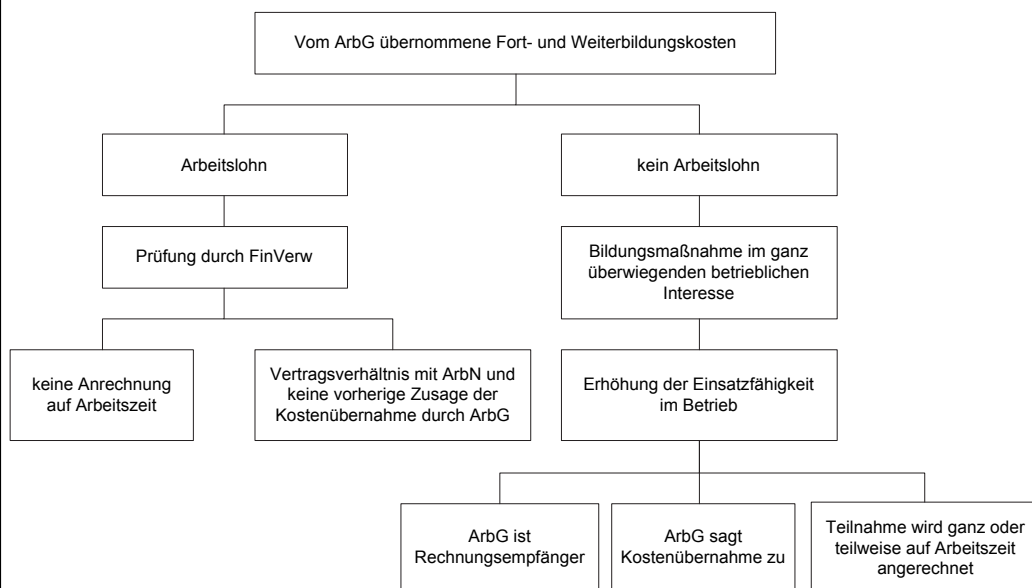 Vom ArbG übernommene Fort- und Weiterbildungskosten
Arbeitslohn
kein Arbeitslohn
Prüfung durch FinVerw
Bildungsmaßnahme im ganz
überwiegenden betrieblichen
Interesse
keine Anrechnung
auf Arbeitszeit
Vertragsverhältnis mit ArbN und
keine vorherige Zusage der
Kostenübernahme durch ArbG
Erhöhung der Einsatzfähigkeit
im Betrieb
ArbG ist
Rechnungsempfänger
ArbG sagt
Kostenübernahme zu
Teilnahme wird ganz oder
teilweise auf Arbeitszeit
angerechnet